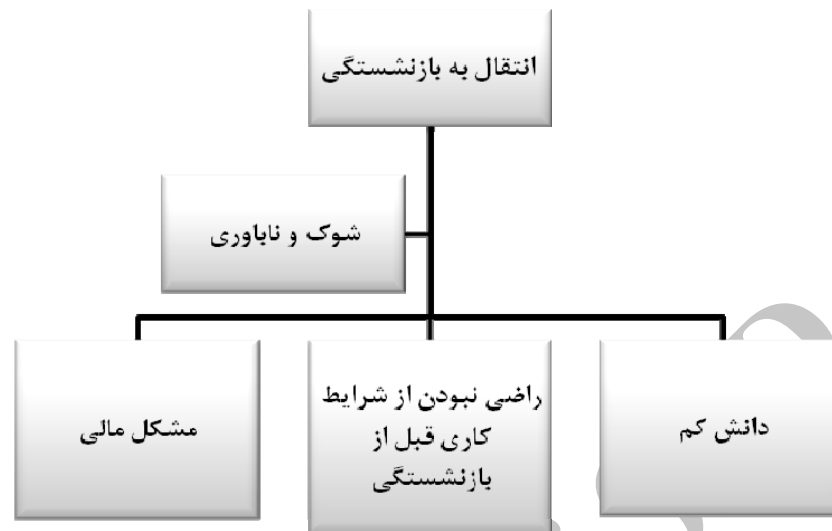 انتقال به بازنشستگی
شوک و ناباوری
دانش کم
راضی نبودن از شرایط
کاری قبل از
بازنشستگی
مشکل مالی